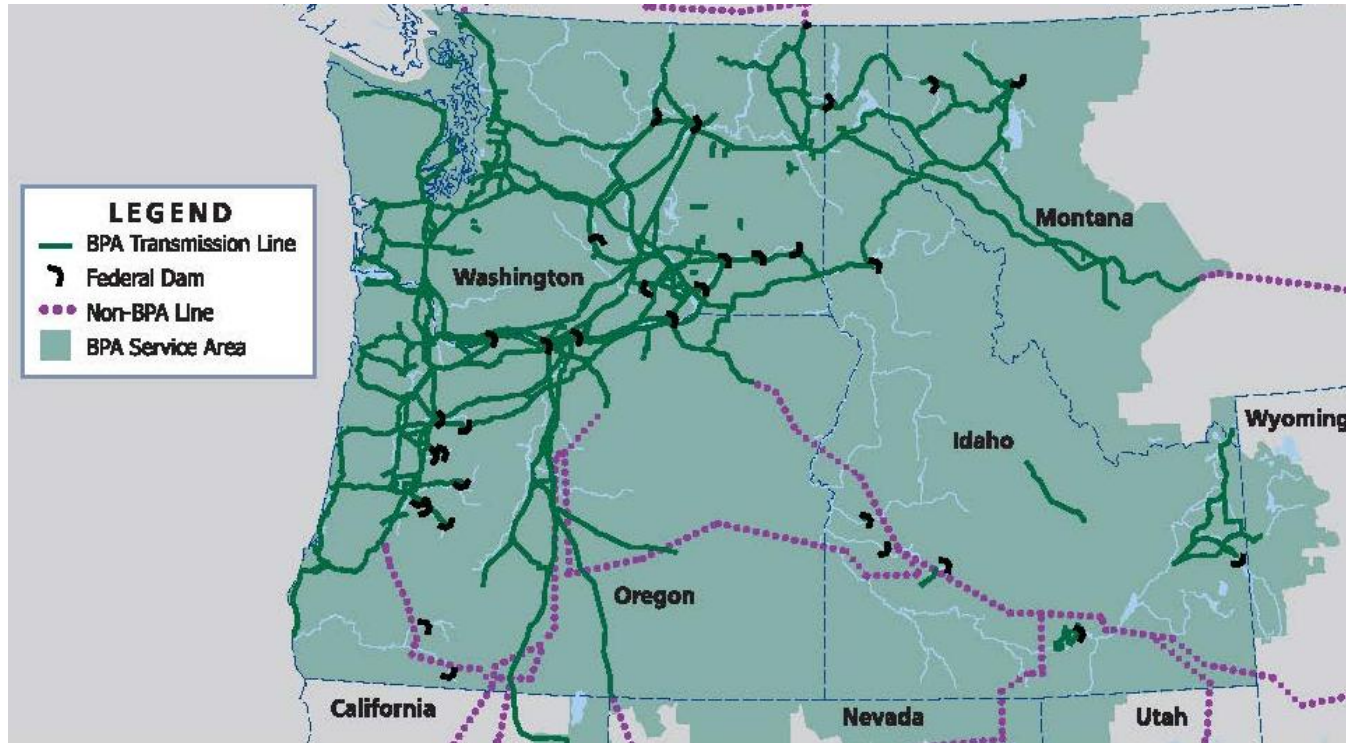 LEGEND
BPA Transmission Line
Federal Dam
Non-BPA Line
BPA Service Area
Washington
Montana
Idaho
Wyoming
Oregon
California
Nevada
Utah